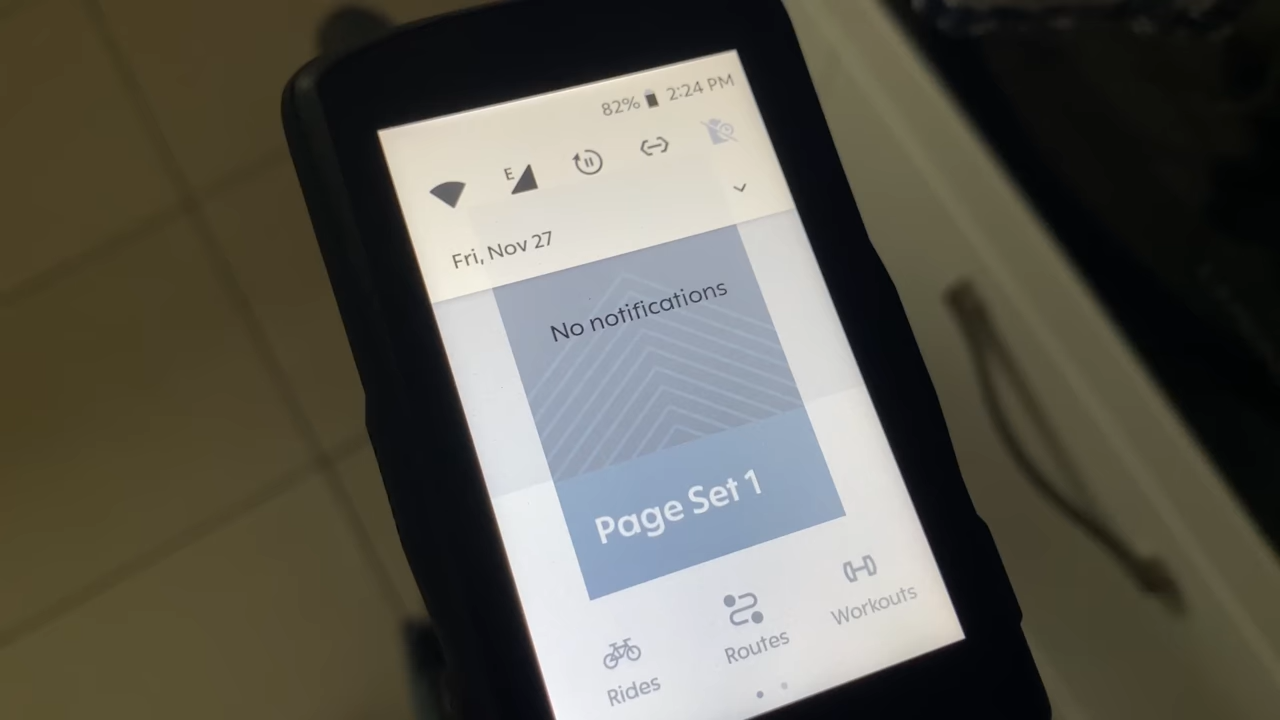 82% 2:24 PM
E
Fri, Nov 27
No notifications
Page Set 1
Rides
Routes
Workouts